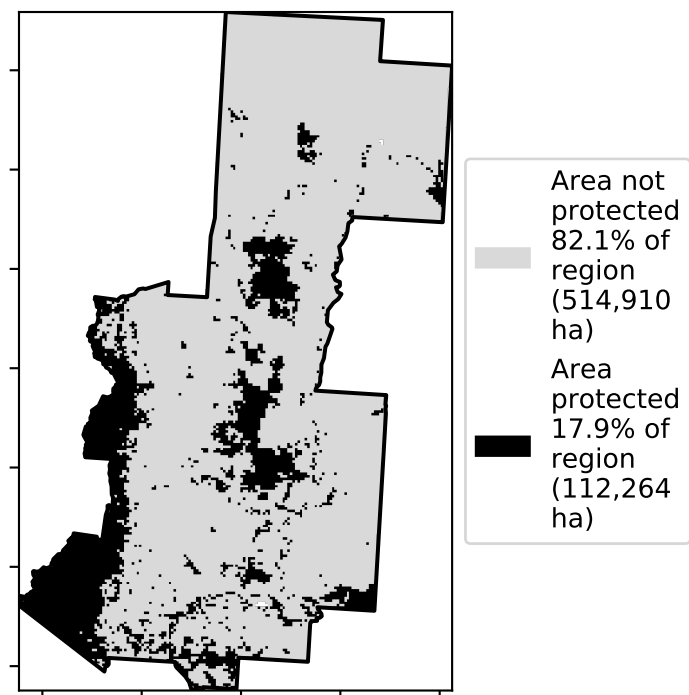 Area not
protected
82.1% of
region
(514,910
ha)
Area
protected
17.9% of
region
(112,264
ha)